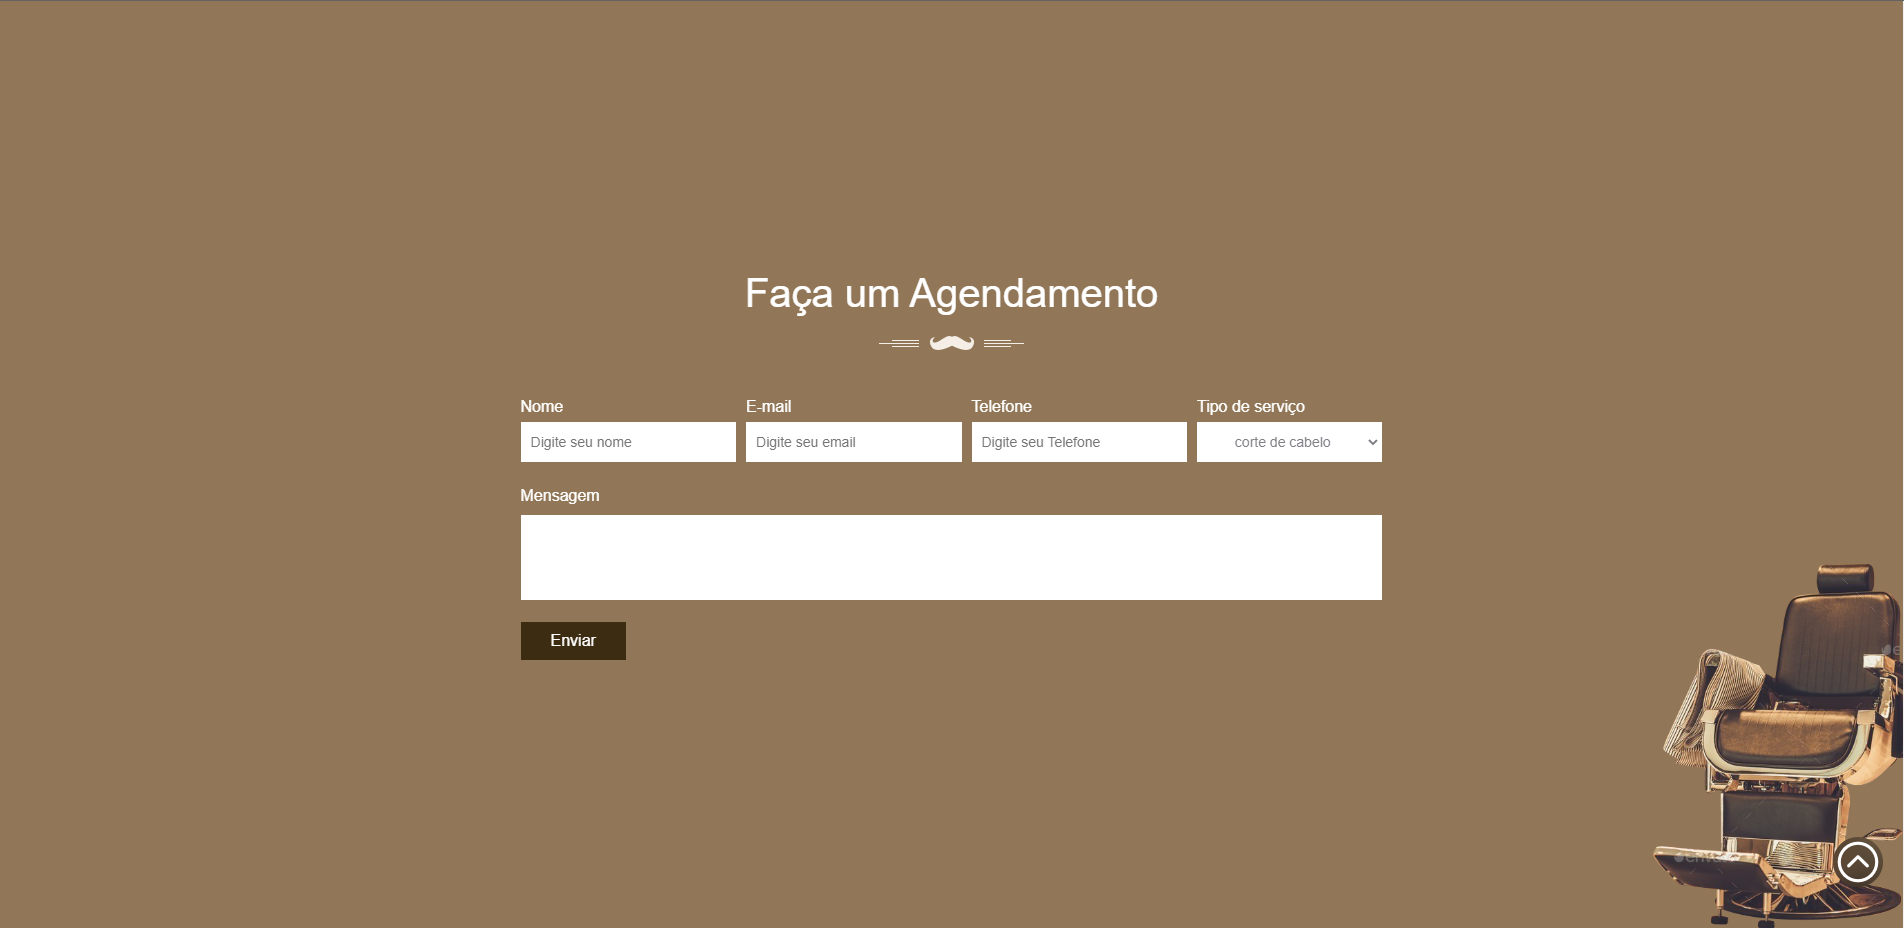 Faça um Agendamento
Nome
E-mail
Telefone
Tipo de serviço
Digite seu nome
Digite seu email
Digite seu Telefone
corte de cabelo
Mensagem
Enviar